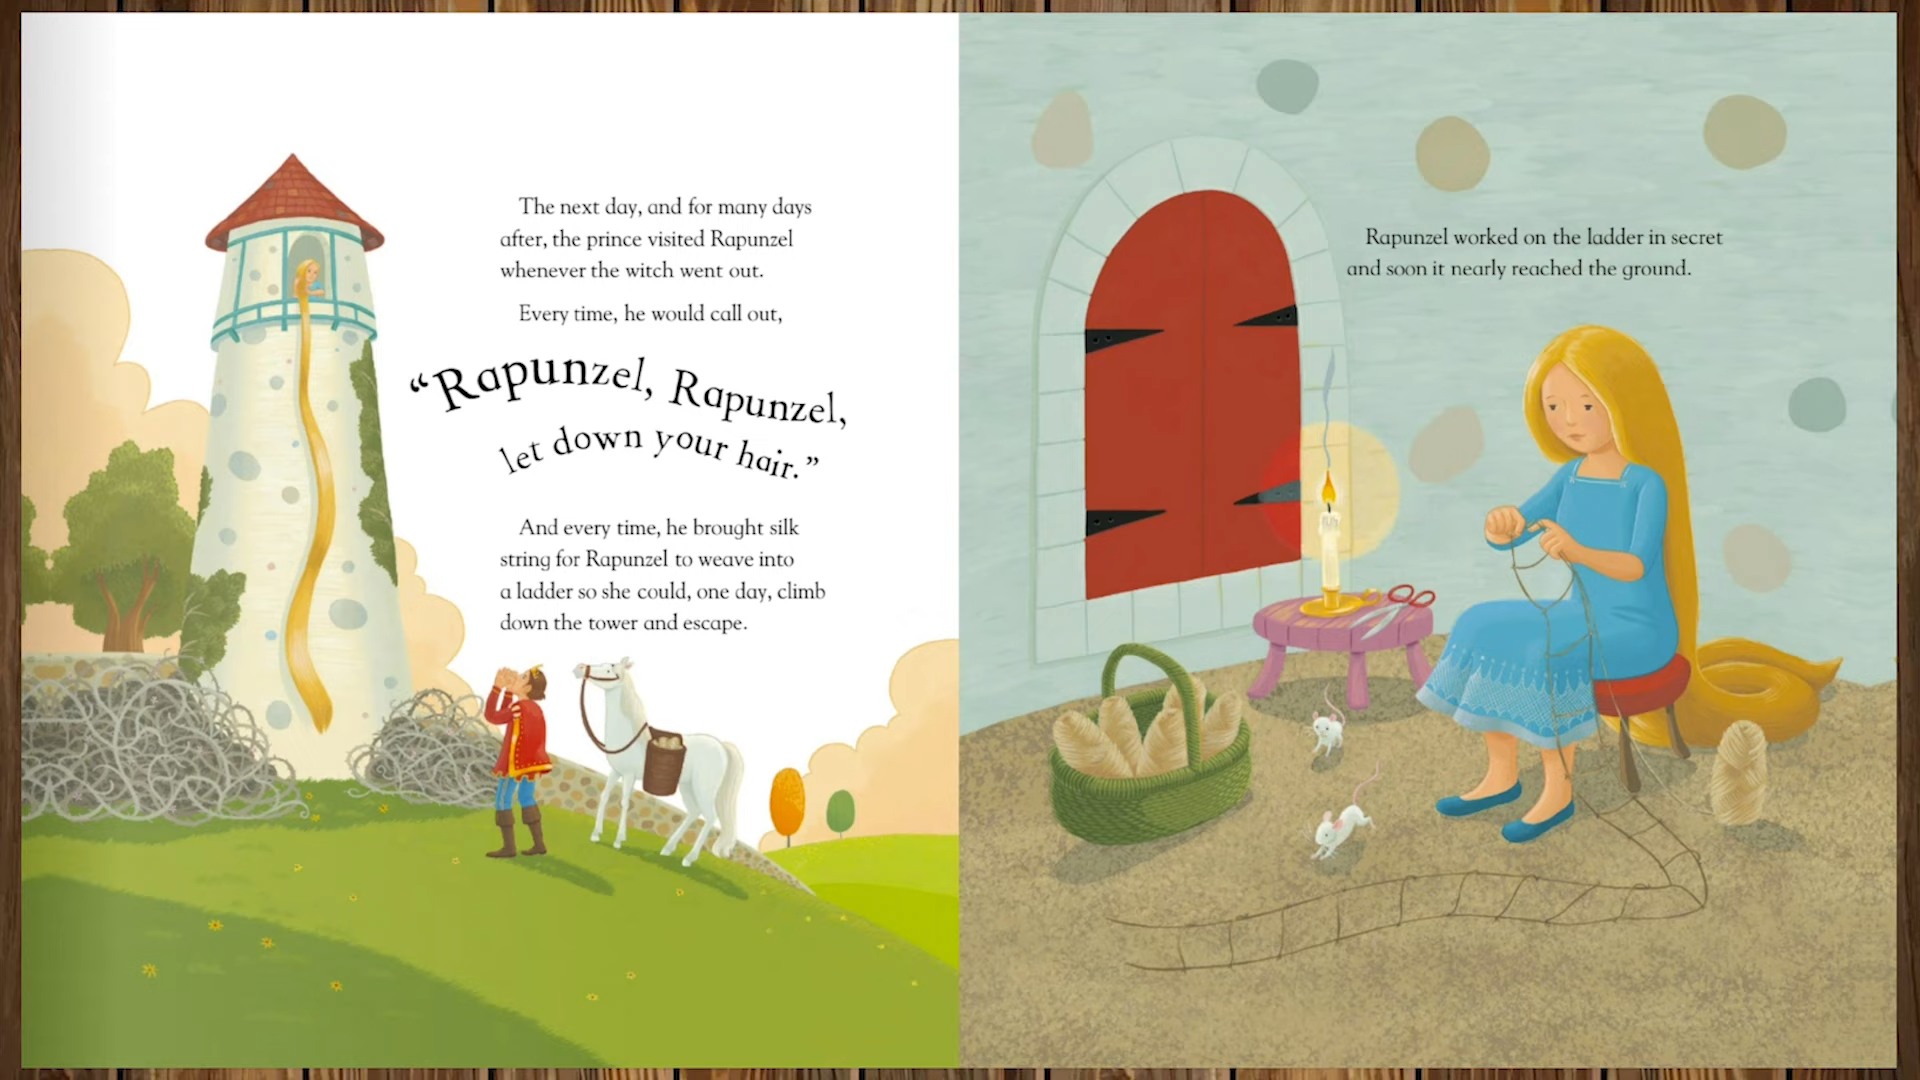 The next day, and for many days
after, the prince visited Rapunzel
whenever the witch went out.
Every time, he would call out,
“Rapunzel, Rapunzel,
let down your hair.”
And every time, he brought silk
string for Rapunzel to weave into
a ladder so she could, one day, climb
down the tower and escape.
Rapunzel worked on the ladder in secret
and soon it nearly reached the ground.